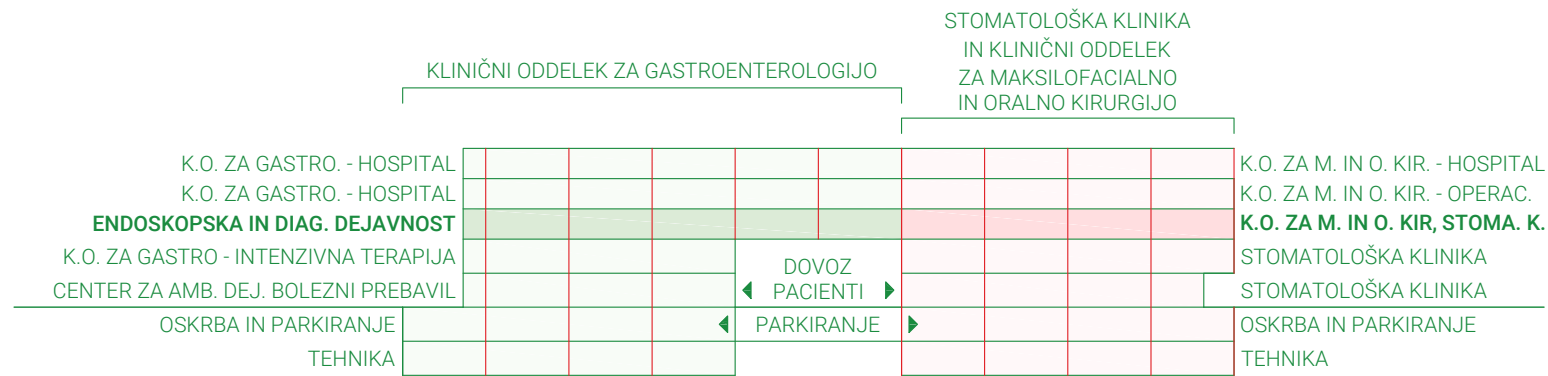 STOMATOLOŠKA KLINIKA
IN KLINIČNI ODDELEK
ZA MAKSILOFACIALNO
IN ORALNO KIRURGIJO
KLINIČNI ODDELEK ZA GASTROENTEROLOGIJO
K.O. ZA GASTRO. - HOSPITAL
K.O. ZA M. IN O. KIR. - HOSPITAL
K.O. ZA GASTRO. - HOSPITAL
K.O. ZA M. IN O. KIR. - OPERAC.
ENDOSKOPSKA IN DIAG. DEJAVNOST
K.O. ZA M. IN O. KIR, STOMA. K.
K.O. ZA GASTRO - INTENZIVNA TERAPIJA
STOMATOLOŠKA KLINIKA
DOVOZ
PACIENTI
CENTER ZA AMB. DEJ. BOLEZNI PREBAVIL
STOMATOLOŠKA KLINIKA
OSKRBA IN PARKIRANJE
PARKIRANJE
OSKRBA IN PARKIRANJE
TEHNIKA
TEHNIKA